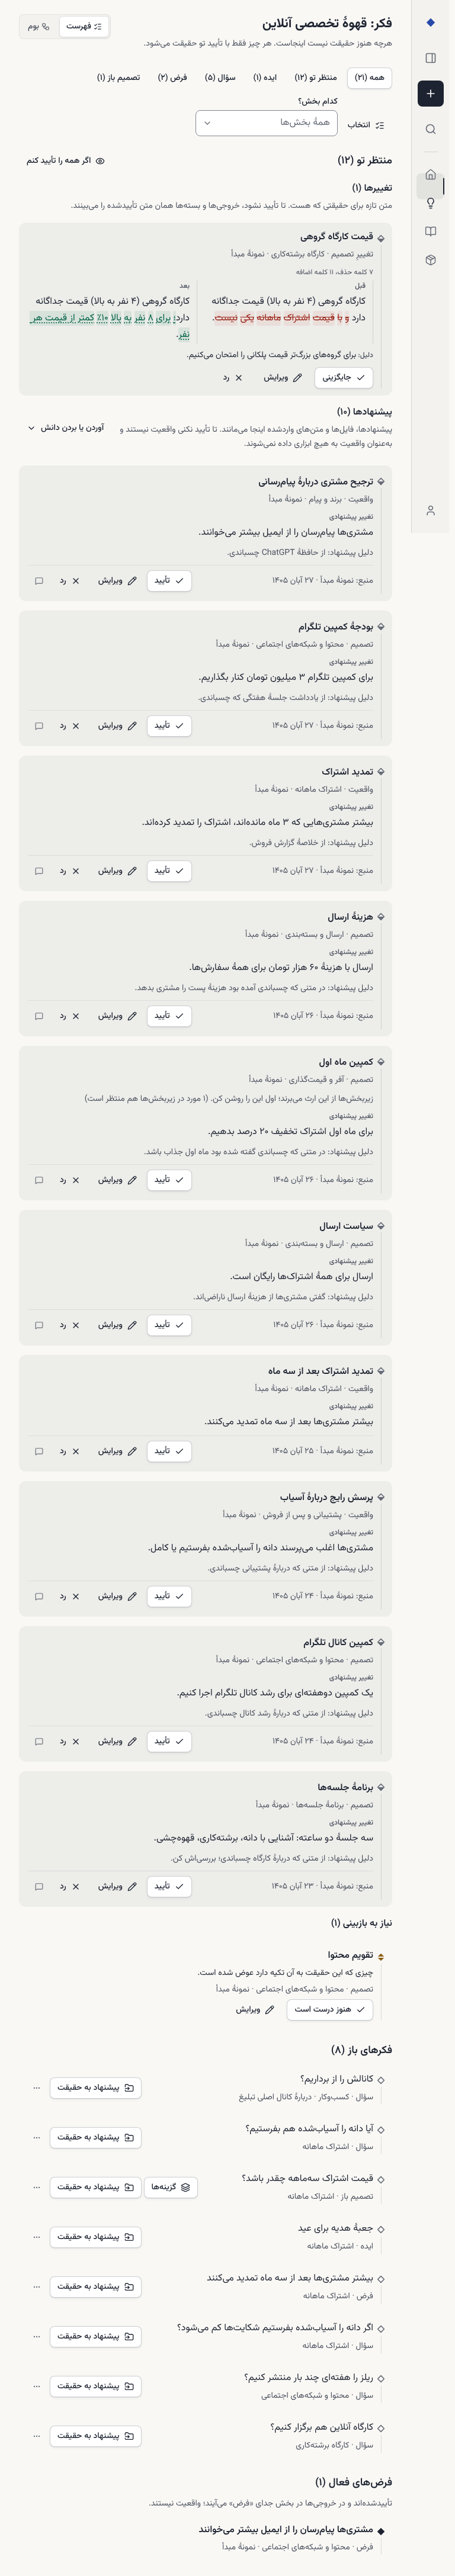 فکر: قهوهٔ تخصصی آنلاین
فهرست
بوم
هرچه هنوز حقیقت نیست اینجاست. هر چیز فقط با تأیید تو حقیقت می‌شود.
همه (۲۱)
منتظر تو (۱۲)
ایده (۱)
سؤال (۵)
فرض (۲)
تصمیم باز (۱)
کدام بخش؟
انتخاب
همهٔ بخش‌ها
منتظر تو (۱۲)
اگر همه را تأیید کنم
تغییرها (۱)
متن تازه برای حقیقتی که هست. تا تأیید نشود، خروجی‌ها و بسته‌ها همان متن تأییدشده را می‌بینند.
قیمت کارگاه گروهی
تغییر تصمیم · کارگاه برشته‌کاری · نمونهٔ مبدأ
۷ کلمه حذف، ۱۱ کلمه اضافه
قبل
کارگاه گروهی (۴ نفر به بالا) قیمت جداگانه
دارد و با قیمت اشتراک ماهانه یکی نیست.
بعد
کارگاه گروهی (۴ نفر به بالا) قیمت جداگانه
دارد: برای ۸ نفر به بالا ۱۰٪ کمتر از قیمت هر
نفر.
دلیل: برای گروه‌های بزرگ‌تر قیمت پلکانی را امتحان می‌کنیم.
جایگزینی
ویرایش
رد
پیشنهادها (۱۰)
پیشنهادها، فایل‌ها و متن‌های واردشده اینجا می‌مانند. تا تأیید نکنی واقعیت نیستند و
به‌عنوان واقعیت به هیچ ابزاری داده نمی‌شوند.
آوردن یا بردن دانش
ترجیح مشتری دربارهٔ پیام‌رسانی
واقعیت · برند و پیام · نمونهٔ مبدأ
تغییر پیشنهادی
مشتری‌ها پیام‌رسان را از ایمیل بیشتر می‌خوانند.
دلیل پیشنهاد: از حافظهٔ ChatGPT چسباندی.
منبع: نمونهٔ مبدأ · ۲۷ آبان ۱۴۰۵
تأیید
ویرایش
رد
بودجهٔ کمپین تلگرام
تصمیم · محتوا و شبکه‌های اجتماعی · نمونهٔ مبدأ
تغییر پیشنهادی
برای کمپین تلگرام ۳ میلیون تومان کنار بگذاریم.
دلیل پیشنهاد: از یادداشت جلسهٔ هفتگی که چسباندی.
منبع: نمونهٔ مبدأ · ۲۷ آبان ۱۴۰۵
تأیید
ویرایش
رد
تمدید اشتراک
واقعیت · اشتراک ماهانه · نمونهٔ مبدأ
تغییر پیشنهادی
بیشتر مشتری‌هایی که ۳ ماه مانده‌اند، اشتراک را تمدید کرده‌اند.
دلیل پیشنهاد: از خلاصهٔ گزارش فروش.
منبع: نمونهٔ مبدأ · ۲۷ آبان ۱۴۰۵
تأیید
ویرایش
رد
هزینهٔ ارسال
تصمیم · ارسال و بسته‌بندی · نمونهٔ مبدأ
تغییر پیشنهادی
ارسال با هزینهٔ ۶۰ هزار تومان برای همهٔ سفارش‌ها.
دلیل پیشنهاد: در متنی که چسباندی آمده بود هزینهٔ پست را مشتری بدهد.
منبع: نمونهٔ مبدأ · ۲۶ آبان ۱۴۰۵
تأیید
ویرایش
رد
کمپین ماه اول
تصمیم · آفر و قیمت‌گذاری · نمونهٔ مبدأ
زیربخش‌ها از این ارث می‌برند؛ اول این را روشن کن. (۱ مورد در زیربخش‌ها هم منتظر است)
تغییر پیشنهادی
برای ماه اول اشتراک تخفیف ۲۰ درصد بدهیم.
دلیل پیشنهاد: در متنی که چسباندی گفته شده بود ماه اول جذاب باشد.
منبع: نمونهٔ مبدأ · ۲۶ آبان ۱۴۰۵
تأیید
ویرایش
رد
سیاست ارسال
تصمیم · ارسال و بسته‌بندی · نمونهٔ مبدأ
تغییر پیشنهادی
ارسال برای همهٔ اشتراک‌ها رایگان است.
دلیل پیشنهاد: گفتی مشتری‌ها از هزینهٔ ارسال ناراضی‌اند.
منبع: نمونهٔ مبدأ · ۲۶ آبان ۱۴۰۵
تأیید
ویرایش
رد
تمدید اشتراک بعد از سه ماه
واقعیت · اشتراک ماهانه · نمونهٔ مبدأ
تغییر پیشنهادی
بیشتر مشتری‌ها بعد از سه ماه تمدید می‌کنند.
منبع: نمونهٔ مبدأ · ۲۵ آبان ۱۴۰۵
تأیید
ویرایش
رد
پرسش رایج دربارهٔ آسیاب
واقعیت · پشتیبانی و پس از فروش · نمونهٔ مبدأ
تغییر پیشنهادی
مشتری‌ها اغلب می‌پرسند دانه را آسیاب‌شده بفرستیم یا کامل.
دلیل پیشنهاد: از متنی که دربارهٔ پشتیبانی چسباندی.
منبع: نمونهٔ مبدأ · ۲۴ آبان ۱۴۰۵
تأیید
ویرایش
رد
کمپین کانال تلگرام
تصمیم · محتوا و شبکه‌های اجتماعی · نمونهٔ مبدأ
تغییر پیشنهادی
یک کمپین دوهفته‌ای برای رشد کانال تلگرام اجرا کنیم.
دلیل پیشنهاد: از متنی که دربارهٔ رشد کانال چسباندی.
منبع: نمونهٔ مبدأ · ۲۴ آبان ۱۴۰۵
تأیید
ویرایش
رد
برنامهٔ جلسه‌ها
تصمیم · برنامهٔ جلسه‌ها · نمونهٔ مبدأ
تغییر پیشنهادی
سه جلسهٔ دو ساعته: آشنایی با دانه، برشته‌کاری، قهوه‌چشی.
دلیل پیشنهاد: از متنی که دربارهٔ کارگاه چسباندی؛ بررسی‌اش کن.
منبع: نمونهٔ مبدأ · ۲۳ آبان ۱۴۰۵
تأیید
ویرایش
رد
نیاز به بازبینی (۱)
تقویم محتوا
چیزی که این حقیقت به آن تکیه دارد عوض شده است.
تصمیم · محتوا و شبکه‌های اجتماعی · نمونهٔ مبدأ
هنوز درست است
ویرایش
فکرهای باز (۸)
کانالش را از برداریم؟
سؤال · کسب‌وکار · دربارهٔ کانال اصلی تبلیغ
پیشنهاد به حقیقت
آیا دانه را آسیاب‌شده هم بفرستیم؟
سؤال · اشتراک ماهانه
پیشنهاد به حقیقت
قیمت اشتراک سه‌ماهه چقدر باشد؟
تصمیم باز · اشتراک ماهانه
گزینه‌ها
پیشنهاد به حقیقت
جعبهٔ هدیه برای عید
ایده · اشتراک ماهانه
پیشنهاد به حقیقت
بیشتر مشتری‌ها بعد از سه ماه تمدید می‌کنند
فرض · اشتراک ماهانه
پیشنهاد به حقیقت
اگر دانه را آسیاب‌شده بفرستیم شکایت‌ها کم می‌شود؟
سؤال · اشتراک ماهانه
پیشنهاد به حقیقت
ریلز را هفته‌ای چند بار منتشر کنیم؟
سؤال · محتوا و شبکه‌های اجتماعی
پیشنهاد به حقیقت
کارگاه آنلاین هم برگزار کنیم؟
سؤال · کارگاه برشته‌کاری
پیشنهاد به حقیقت
فرض‌های فعال (۱)
تأییدشده‌اند و در خروجی‌ها در بخش جدای «فرض» می‌آیند؛ واقعیت نیستند.
مشتری‌ها پیام‌رسان را از ایمیل بیشتر می‌خوانند
فرض · محتوا و شبکه‌های اجتماعی · نمونهٔ مبدأ